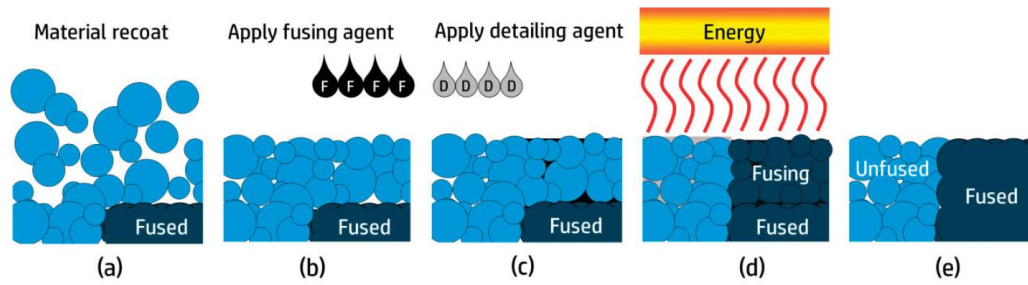 Material recoat
Apply fusing agent
Apply detailing agent
Energy
F F F F
D D D D
Fused
Fused
Fused
Fusing
Fused
Unfused
Fused
(a)
(b)
(c)
(d)
(e)